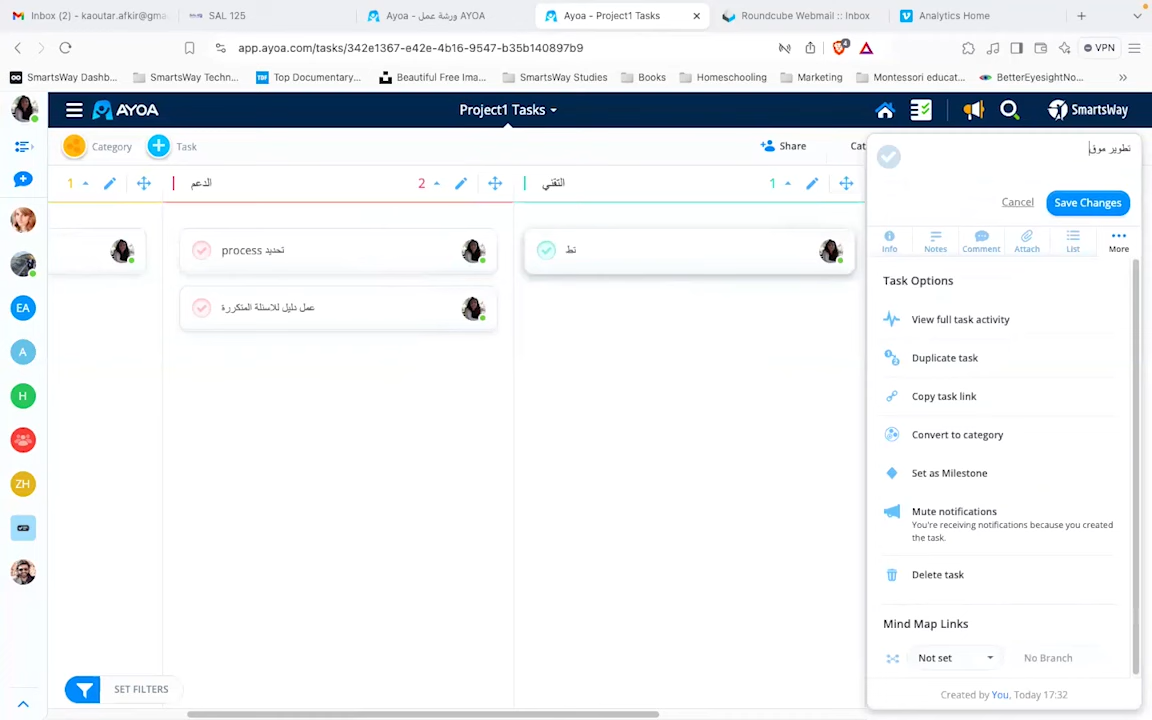 Inbox (2) - kaoutar.afkir@gma
SAL 125
Ayoa - ورشة عمل AYOA
Ayoa - Project1 Tasks
Roundcube Webmail :: Inbox
Analytics Home
app.ayoa.com/tasks/342e1367-e42e-4b16-9547-b35b140897b9
4
VPN
SmartsWay Dashb...
SmartsWay Techn...
Top Documentary...
Beautiful Free Ima...
SmartsWay Studies
Books
Homeschooling
Marketing
Montessori educat...
BetterEyesightNo...
AYOA
Project1 Tasks
SmartsWay
Category
Task
Share
Cat
تطوير موق
Cancel
Save Changes
1
الدعم
2
التقني
1
Info
Notes
Comment
Attach
List
More
تحديد process
تط
عمل دليل للاسئلة المتكررة
Task Options
View full task activity
Duplicate task
Copy task link
Convert to category
Set as Milestone
Mute notifications
You're receiving notifications because you created
the task.
Delete task
Mind Map Links
Not set
No Branch
Created by You, Today 17:32
EA
A
H
ZH
SET FILTERS